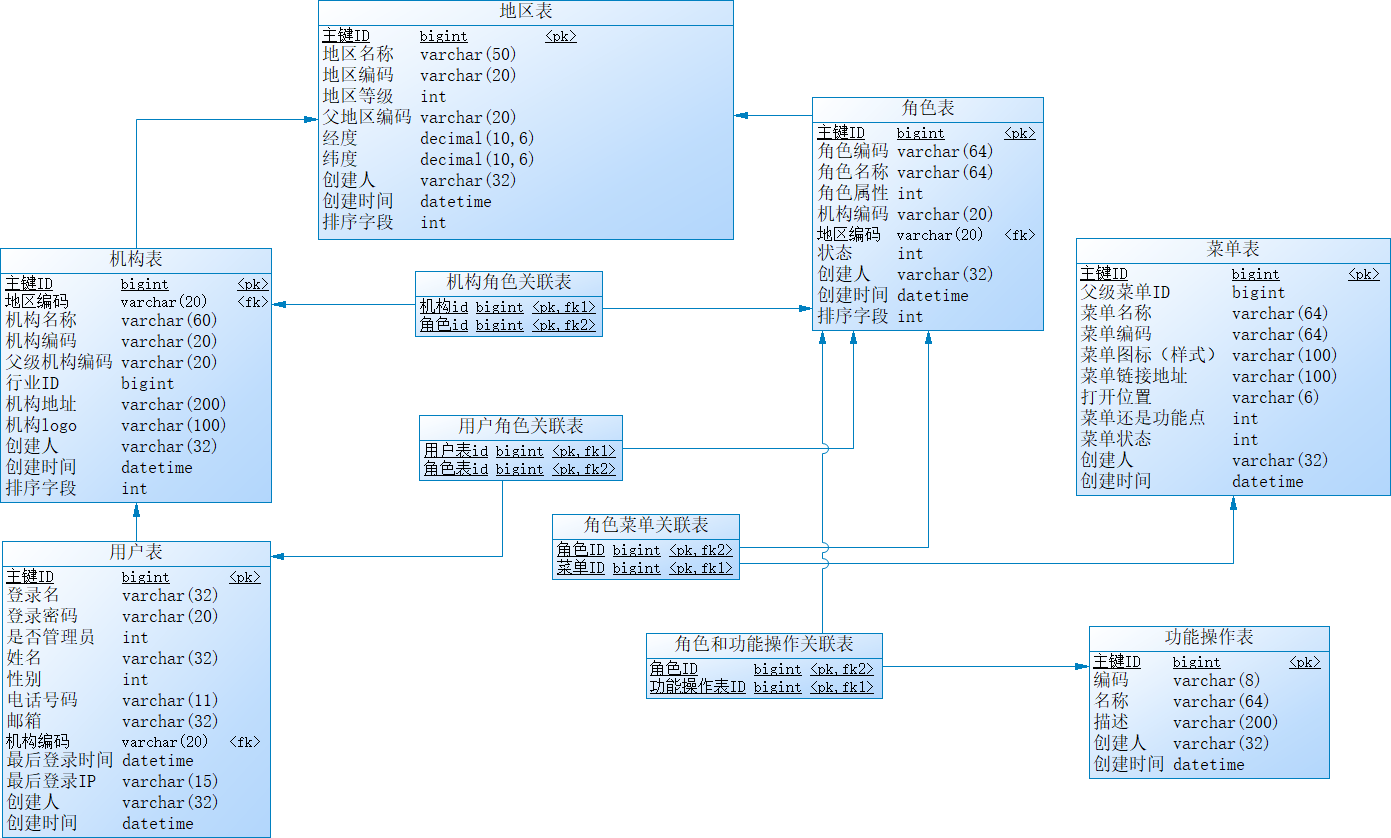 地区表
主键ID bigint <pk>
地区名称 varchar(50)
地区编码 varchar(20)
地区等级 int
父地区编码 varchar(20)
经度 decimal(10,6)
纬度 decimal(10,6)
创建人 varchar(32)
创建时间 datetime
排序字段 int
角色表
主键ID bigint <pk>
角色编码 varchar(64)
角色名称 varchar(64)
角色属性 int
机构编码 varchar(20)
地区编码 varchar(20) <fk>
状态 int
创建人 varchar(32)
创建时间 datetime
排序字段 int
机构表
主键ID bigint <pk>
地区编码 varchar(20) <fk>
机构名称 varchar(60)
机构编码 varchar(20)
父级机构编码 varchar(20)
行业ID bigint
机构地址 varchar(200)
机构logo varchar(100)
创建人 varchar(32)
创建时间 datetime
排序字段 int
机构角色关联表
机构id bigint <pk,fk1>
角色id bigint <pk,fk2>
菜单表
主键ID bigint <pk>
父级菜单ID bigint
菜单名称 varchar(64)
菜单编码 varchar(64)
菜单图标（样式） varchar(100)
菜单链接地址 varchar(100)
打开位置 varchar(6)
菜单还是功能点 int
菜单状态 int
创建人 varchar(32)
创建时间 datetime
用户角色关联表
用户表id bigint <pk,fk1>
角色表id bigint <pk,fk2>
角色菜单关联表
角色ID bigint <pk,fk2>
菜单ID bigint <pk,fk1>
用户表
主键ID bigint <pk>
登录名 varchar(32)
登录密码 varchar(20)
是否管理员 int
姓名 varchar(32)
性别 int
电话号码 varchar(11)
邮箱 varchar(32)
机构编码 varchar(20) <fk>
最后登录时间 datetime
最后登录IP varchar(15)
创建人 varchar(32)
创建时间 datetime
角色和功能操作关联表
角色ID bigint <pk,fk2>
功能操作表ID bigint <pk,fk1>
功能操作表
主键ID bigint <pk>
编码 varchar(8)
名称 varchar(64)
描述 varchar(200)
创建人 varchar(32)
创建时间 datetime